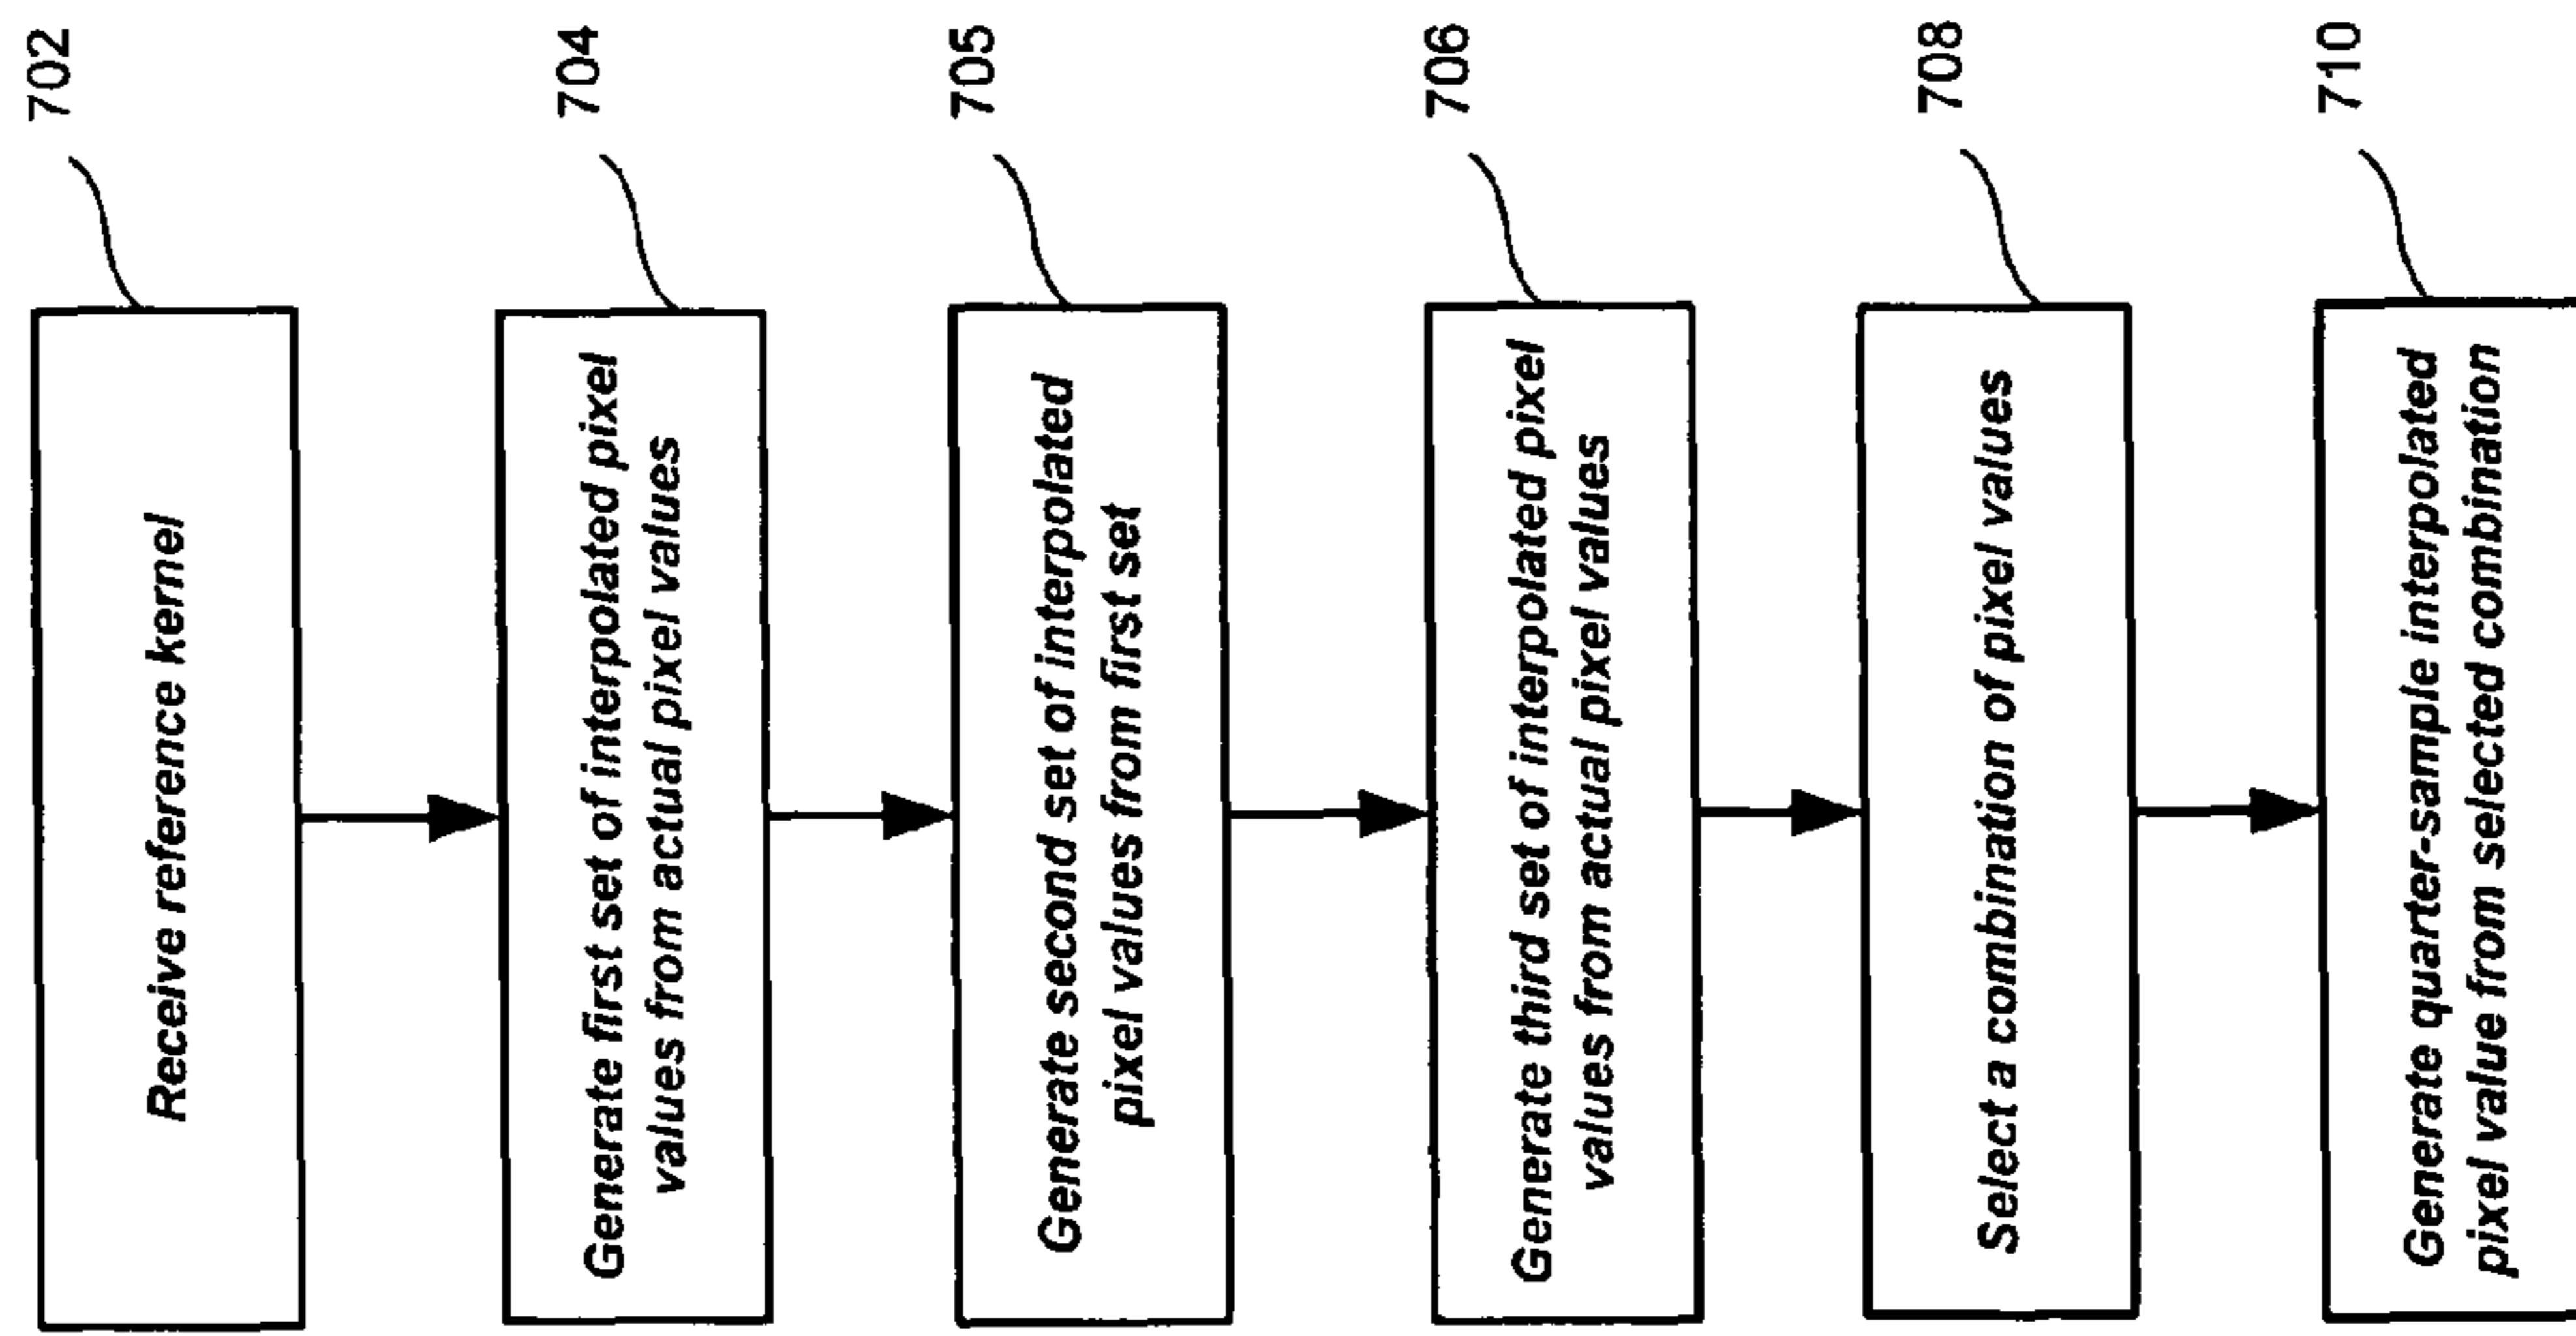 702
Receive reference kernel
704
Generate first set of interpolated pixel
values from actual pixel values
705
Generate second set of interpolated
pixel values from first set
706
Generate third set of interpolated pixel
values from actual pixel values
708
Select a combination of pixel values
710
Generate quarter-sample interpolated
pixel value from selected combination